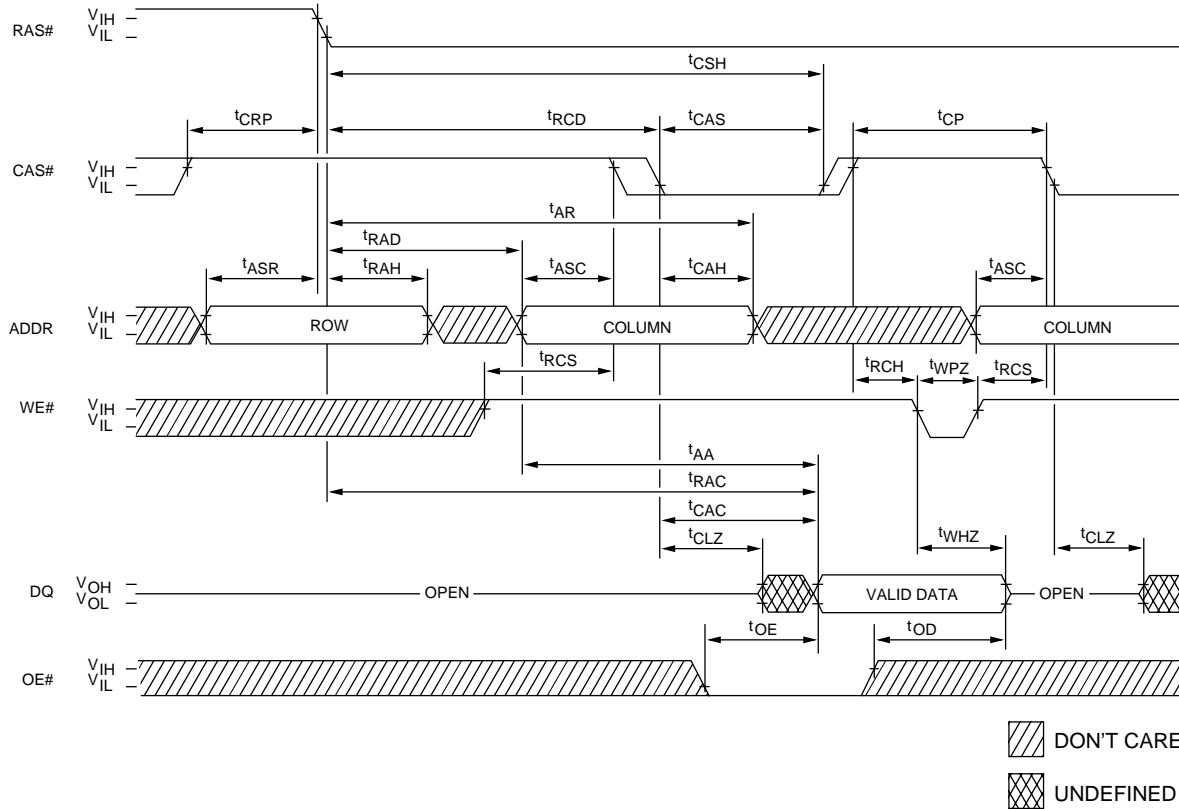 RAS# VIH VIL
tCSH
tCRP tRCD tCAS tCP
CAS# VIH VIL
tAR
tRAD
tASR tRAH tASC tCAH tASC
ADDR VIH VIL ROW COLUMN COLUMN
tRCS tRCH tWPZ tRCS
WE# VIH VIL
tAA
tRAC
tCAC
tCLZ tWHZ tCLZ
DQ VOH VOL OPEN VALID DATA OPEN
tOE tOD
OE# VIH VIL
DON'T CARE
UNDEFINED